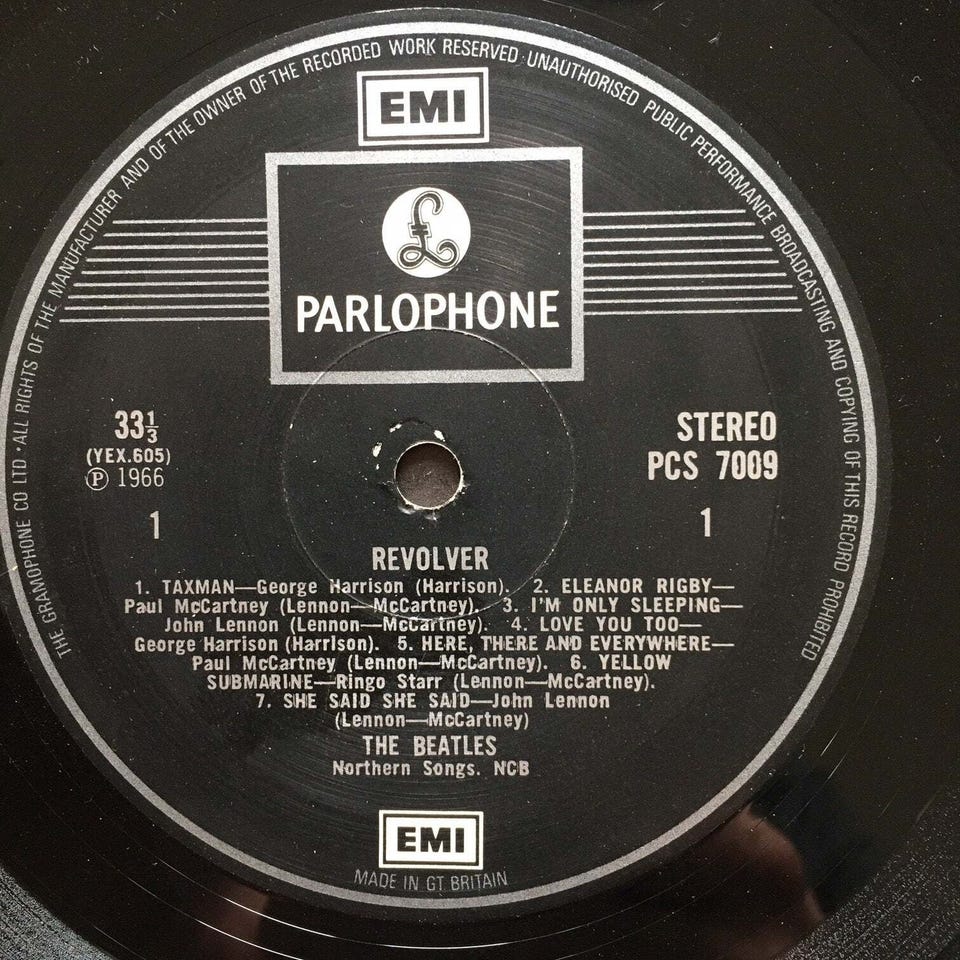 THE GRAMOPHONE CO LTD · ALL RIGHTS OF THE MANUFACTURER AND OF THE OWNER OF THE RECORDED WORK RESERVED · UNAUTHORISED PUBLIC PERFORMANCE BROADCASTING AND COPYING OF THIS RECORD PROHIBITED
EMI
£
PARLOPHONE
33⅓
(YEX.605)
℗ 1966
1
STEREO
PCS 7009
1
REVOLVER
1. TAXMAN—George Harrison (Harrison). 2. ELEANOR RIGBY—
Paul McCartney (Lennon—McCartney). 3. I'M ONLY SLEEPING—
John Lennon (Lennon—McCartney). 4. LOVE YOU TOO—
George Harrison (Harrison). 5. HERE, THERE AND EVERYWHERE—
Paul McCartney (Lennon—McCartney). 6. YELLOW
SUBMARINE—Ringo Starr (Lennon—McCartney).
7. SHE SAID SHE SAID—John Lennon
(Lennon—McCartney)
THE BEATLES
Northern Songs. NCB
EMI
MADE IN GT BRITAIN